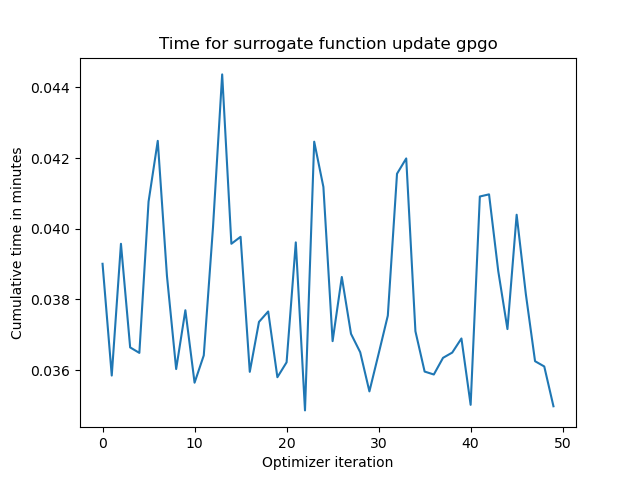 Time for surrogate function update gpgo
Cumulative time in minutes
0.044
0.042
0.040
0.038
0.036
0 10 20 30 40 50
Optimizer iteration